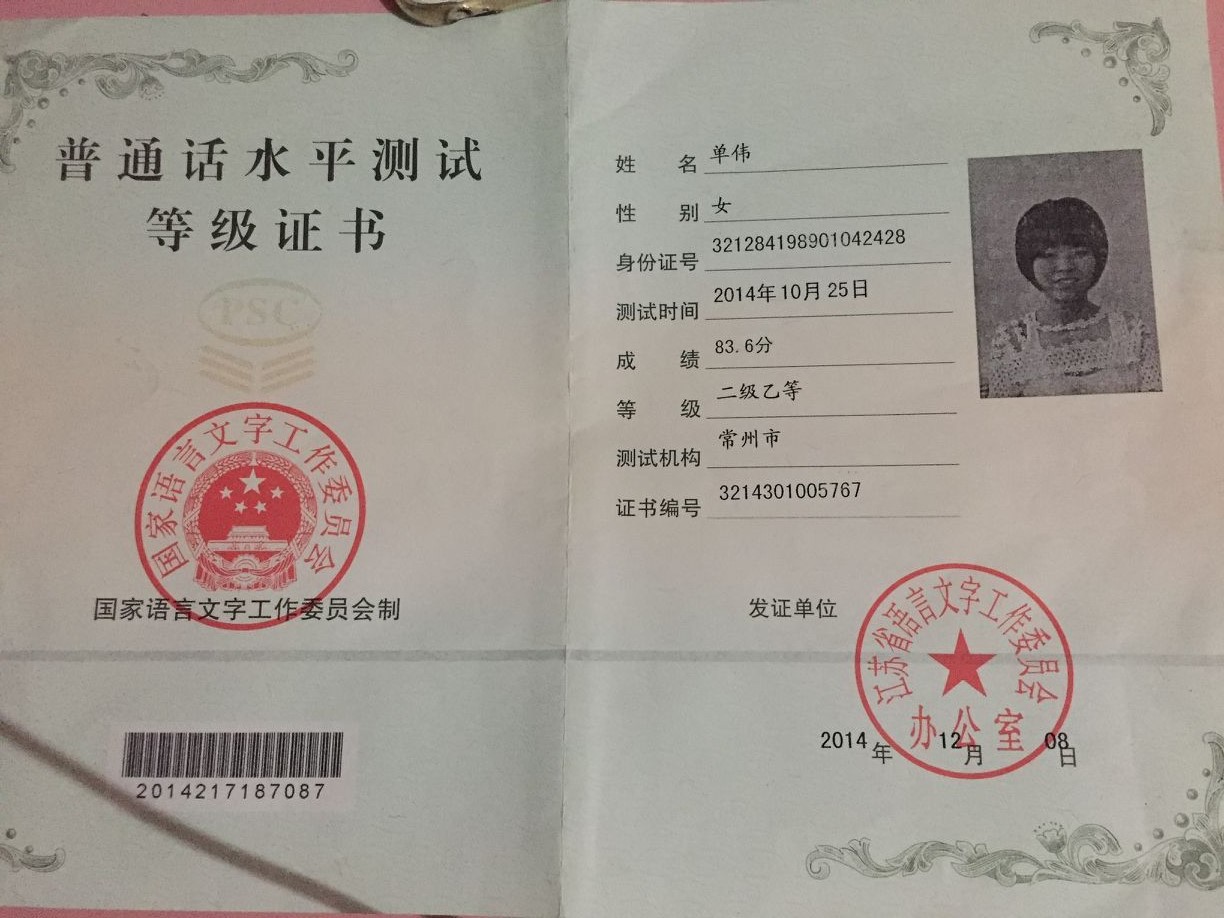 普通话水平测试
等级证书
PSC
国家语言文字工作委员会
国家语言文字工作委员会制
2014217187087
姓 名 单伟
性 别 女
身份证号 321284198901042428
测试时间 2014年10月25日
成 绩 83.6分
等 级 二级乙等
测试机构 常州市
证书编号 3214301005767
发证单位
江苏省语言文字工作委员会
办公室
2014年12月08日